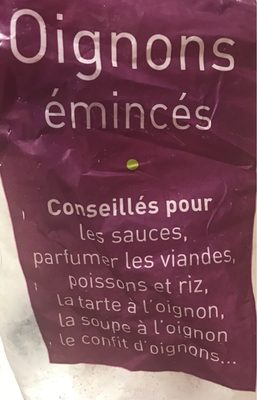 Oignons
émincés
Conseillés pour
les sauces,
parfumer les viandes,
poissons et riz,
la tarte à l'oignon,
la soupe à l'oignon
le confit d'oignons...